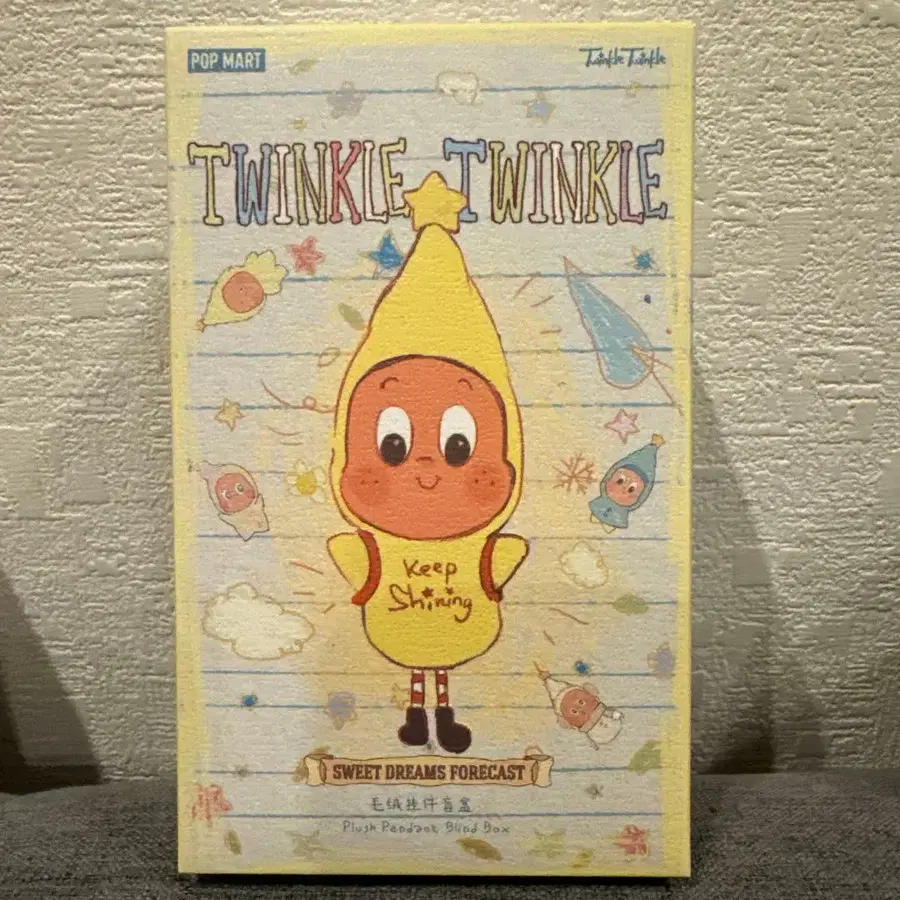 POP MART
Twinkle Twinkle
TWINKLE TWINKLE
Keep
Shining
SWEET DREAMS FORECAST
毛绒挂件盲盒
Plush Pendant Blind Box